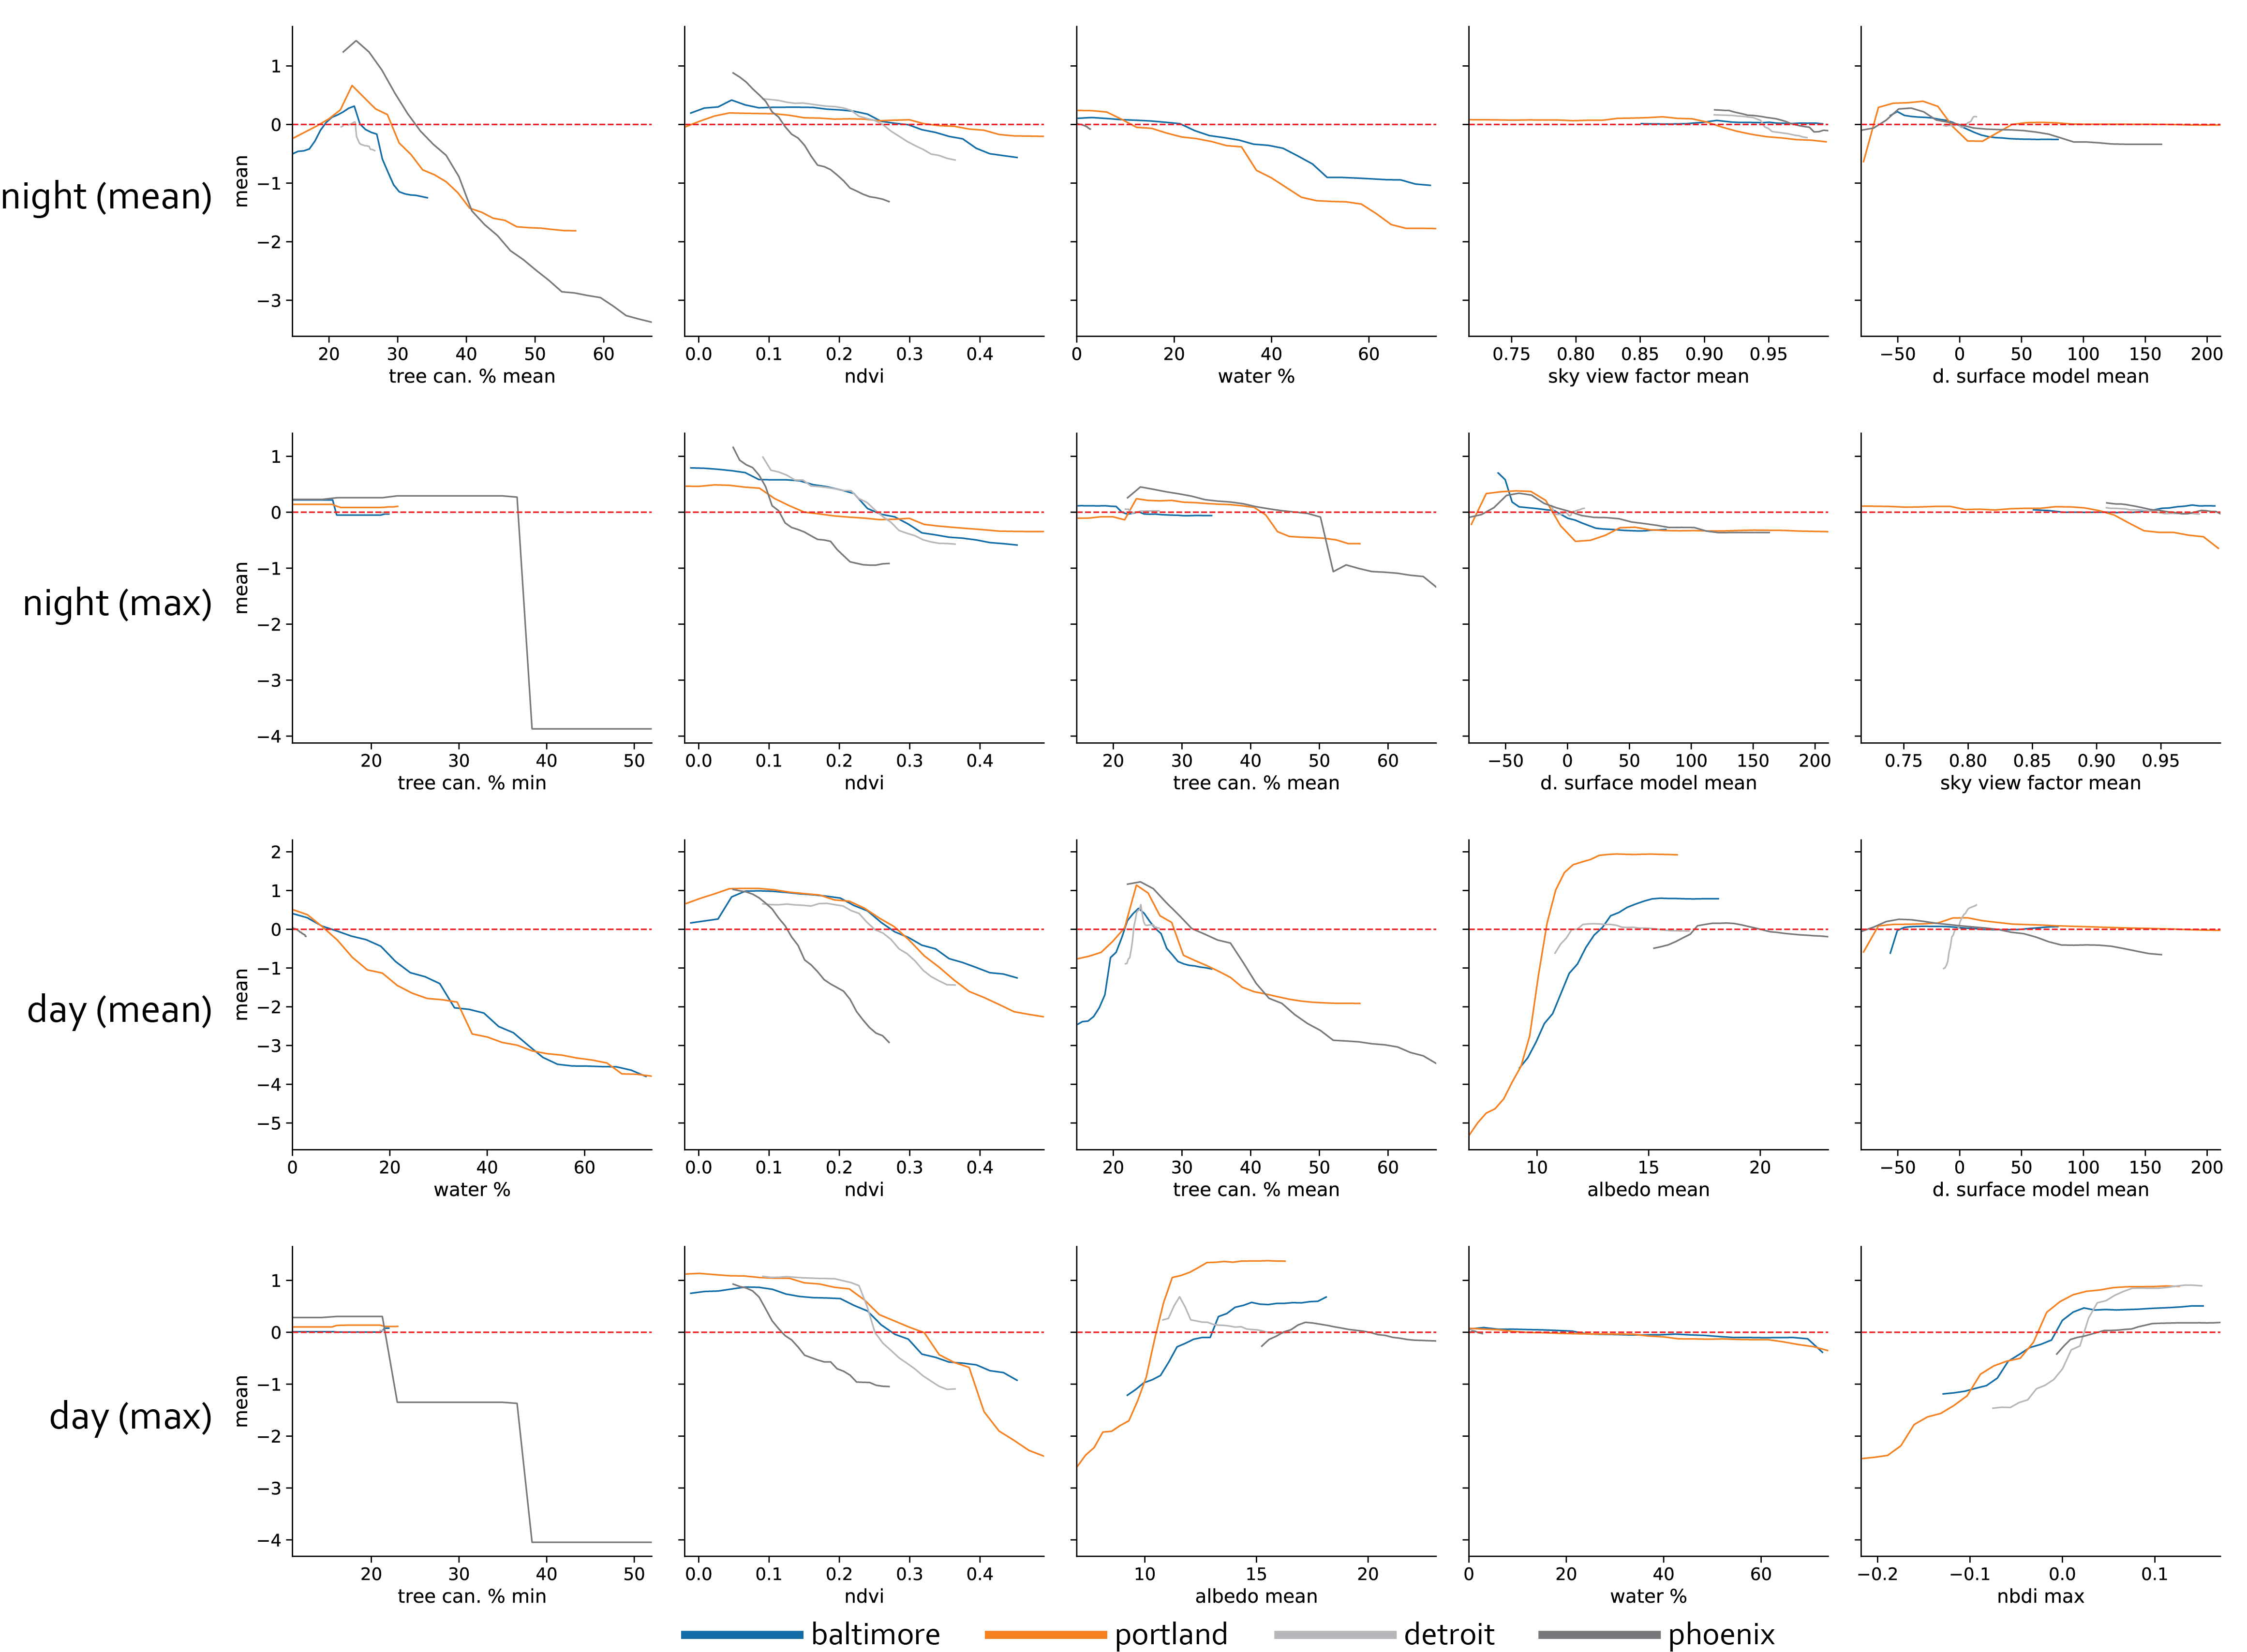 1
0
−1
−2
−3
mean
night (mean)
20 30 40 50 60
tree can. % mean
0.0 0.1 0.2 0.3 0.4
ndvi
0 20 40 60
water %
0.75 0.80 0.85 0.90 0.95
sky view factor mean
−50 0 50 100 150 200
d. surface model mean
1
0
−1
−2
−3
−4
mean
night (max)
20 30 40 50
tree can. % min
0.0 0.1 0.2 0.3 0.4
ndvi
20 30 40 50 60
tree can. % mean
−50 0 50 100 150 200
d. surface model mean
0.75 0.80 0.85 0.90 0.95
sky view factor mean
2
1
0
−1
−2
−3
−4
−5
mean
day (mean)
0 20 40 60
water %
0.0 0.1 0.2 0.3 0.4
ndvi
20 30 40 50 60
tree can. % mean
10 15 20
albedo mean
−50 0 50 100 150 200
d. surface model mean
1
0
−1
−2
−3
−4
mean
day (max)
20 30 40 50
tree can. % min
0.0 0.1 0.2 0.3 0.4
ndvi
10 15 20
albedo mean
0 20 40 60
water %
−0.2 −0.1 0.0 0.1
nbdi max
baltimore portland detroit phoenix